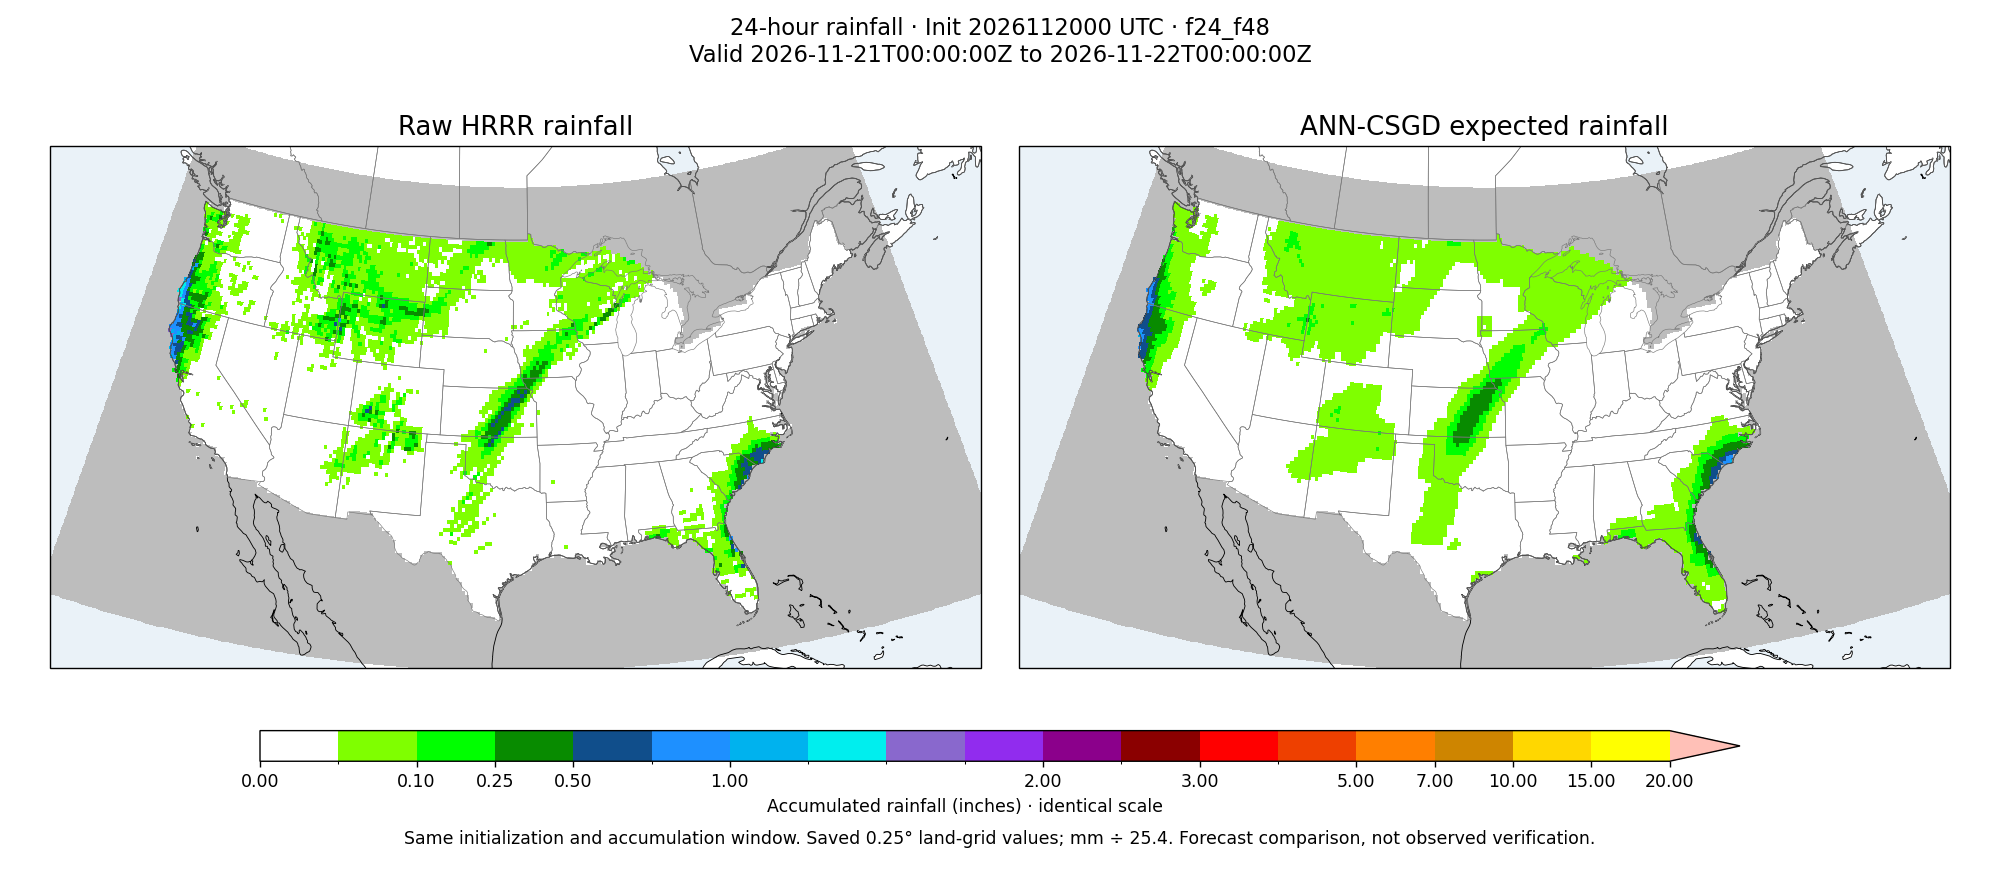 24-hour rainfall · Init 2026112000 UTC · f24_f48
Valid 2026-11-21T00:00:00Z to 2026-11-22T00:00:00Z
Raw HRRR rainfall
ANN-CSGD expected rainfall
0.00 0.10 0.25 0.50 1.00 2.00 3.00 5.00 7.00 10.00 15.00 20.00
Accumulated rainfall (inches) · identical scale
Same initialization and accumulation window. Saved 0.25° land-grid values; mm ÷ 25.4. Forecast comparison, not observed verification.